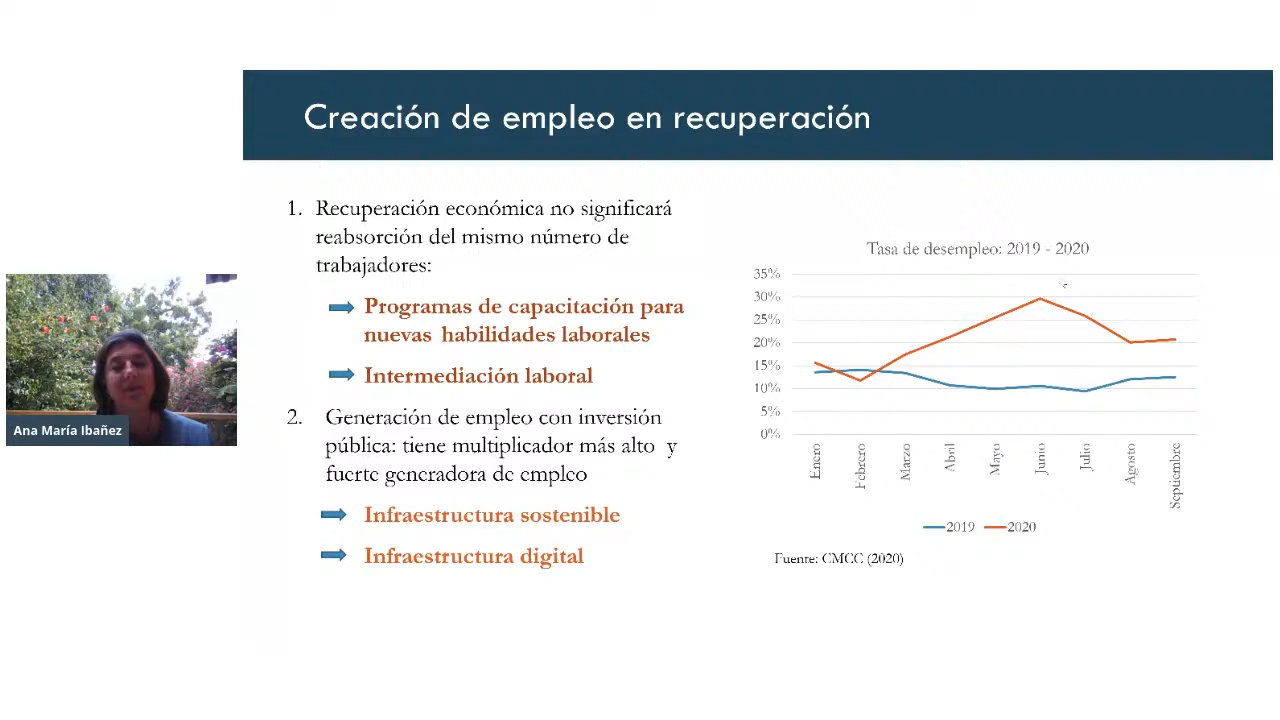 Creación de empleo en recuperación
1. Recuperación económica no significará
reabsorción del mismo número de
trabajadores:
Programas de capacitación para
nuevas habilidades laborales
Intermediación laboral
2. Generación de empleo con inversión
pública: tiene multiplicador más alto y
fuerte generadora de empleo
Infraestructura sostenible
Infraestructura digital
Tasa de desempleo: 2019 - 2020
35%
30%
25%
20%
15%
10%
5%
0%
Enero
Febrero
Marzo
Abril
Mayo
Junio
Julio
Agosto
Septiembre
2019 2020
Fuente: CMCC (2020)
Ana María Ibañez